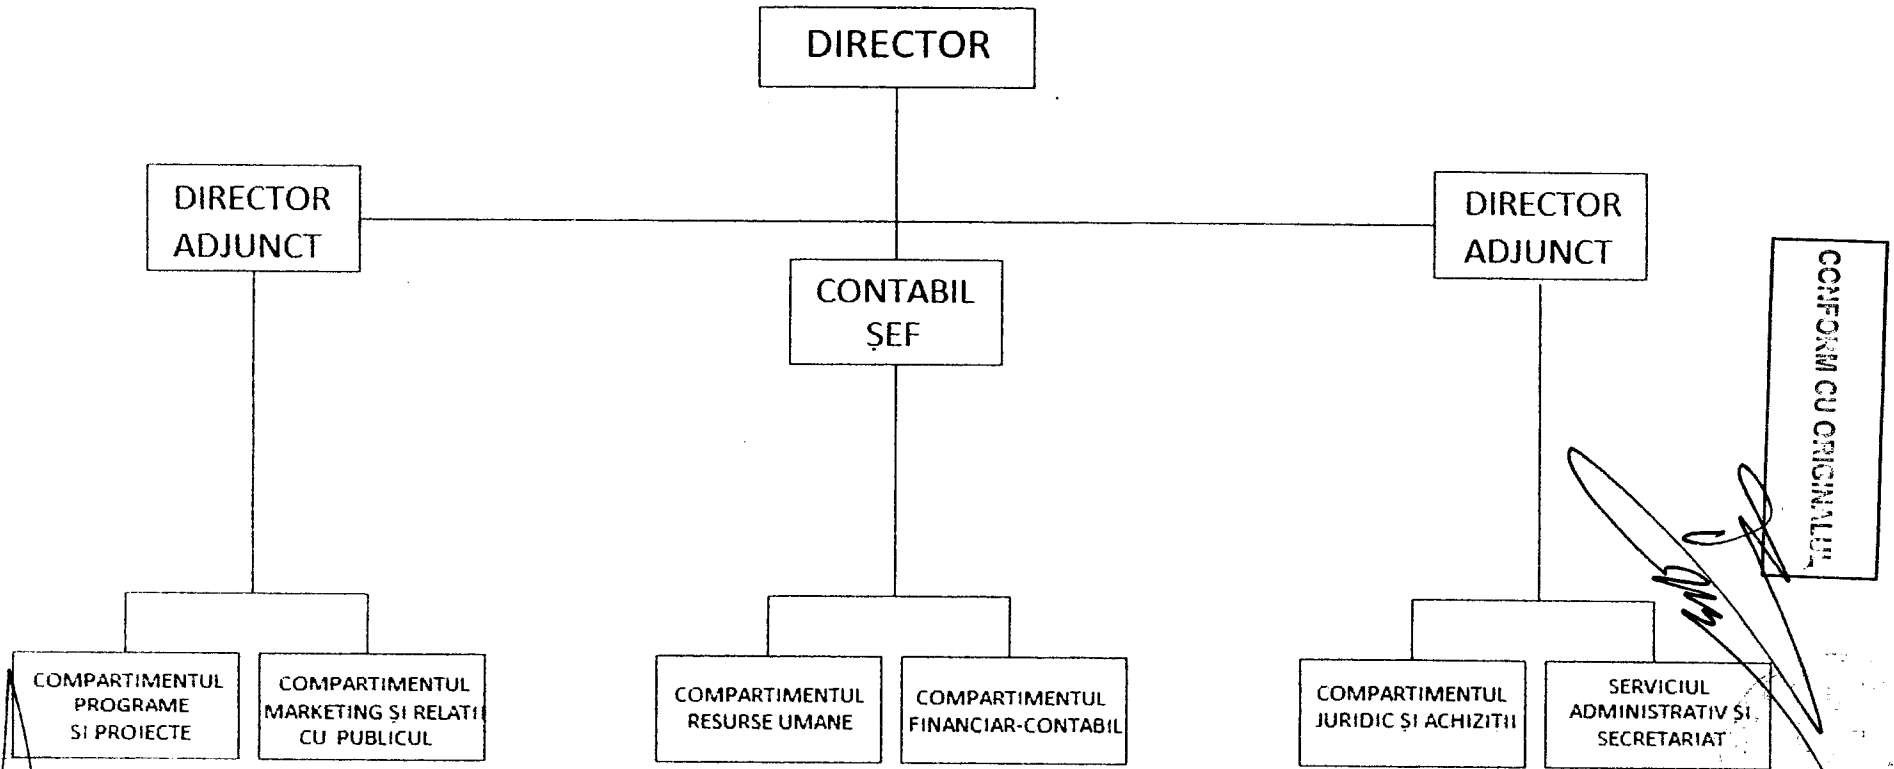 DIRECTOR
DIRECTOR
ADJUNCT
DIRECTOR
ADJUNCT
CONTABIL
ȘEF
CONFORM CU ORIGINALUL
COMPARTIMENTUL
PROGRAME
SI PROIECTE
COMPARTIMENTUL
MARKETING ȘI RELATII
CU PUBLICUL
COMPARTIMENTUL
RESURSE UMANE
COMPARTIMENTUL
FINANCIAR-CONTABIL
COMPARTIMENTUL
JURIDIC ȘI ACHIZITII
SERVICIUL
ADMINISTRATIV ȘI
SECRETARIAT